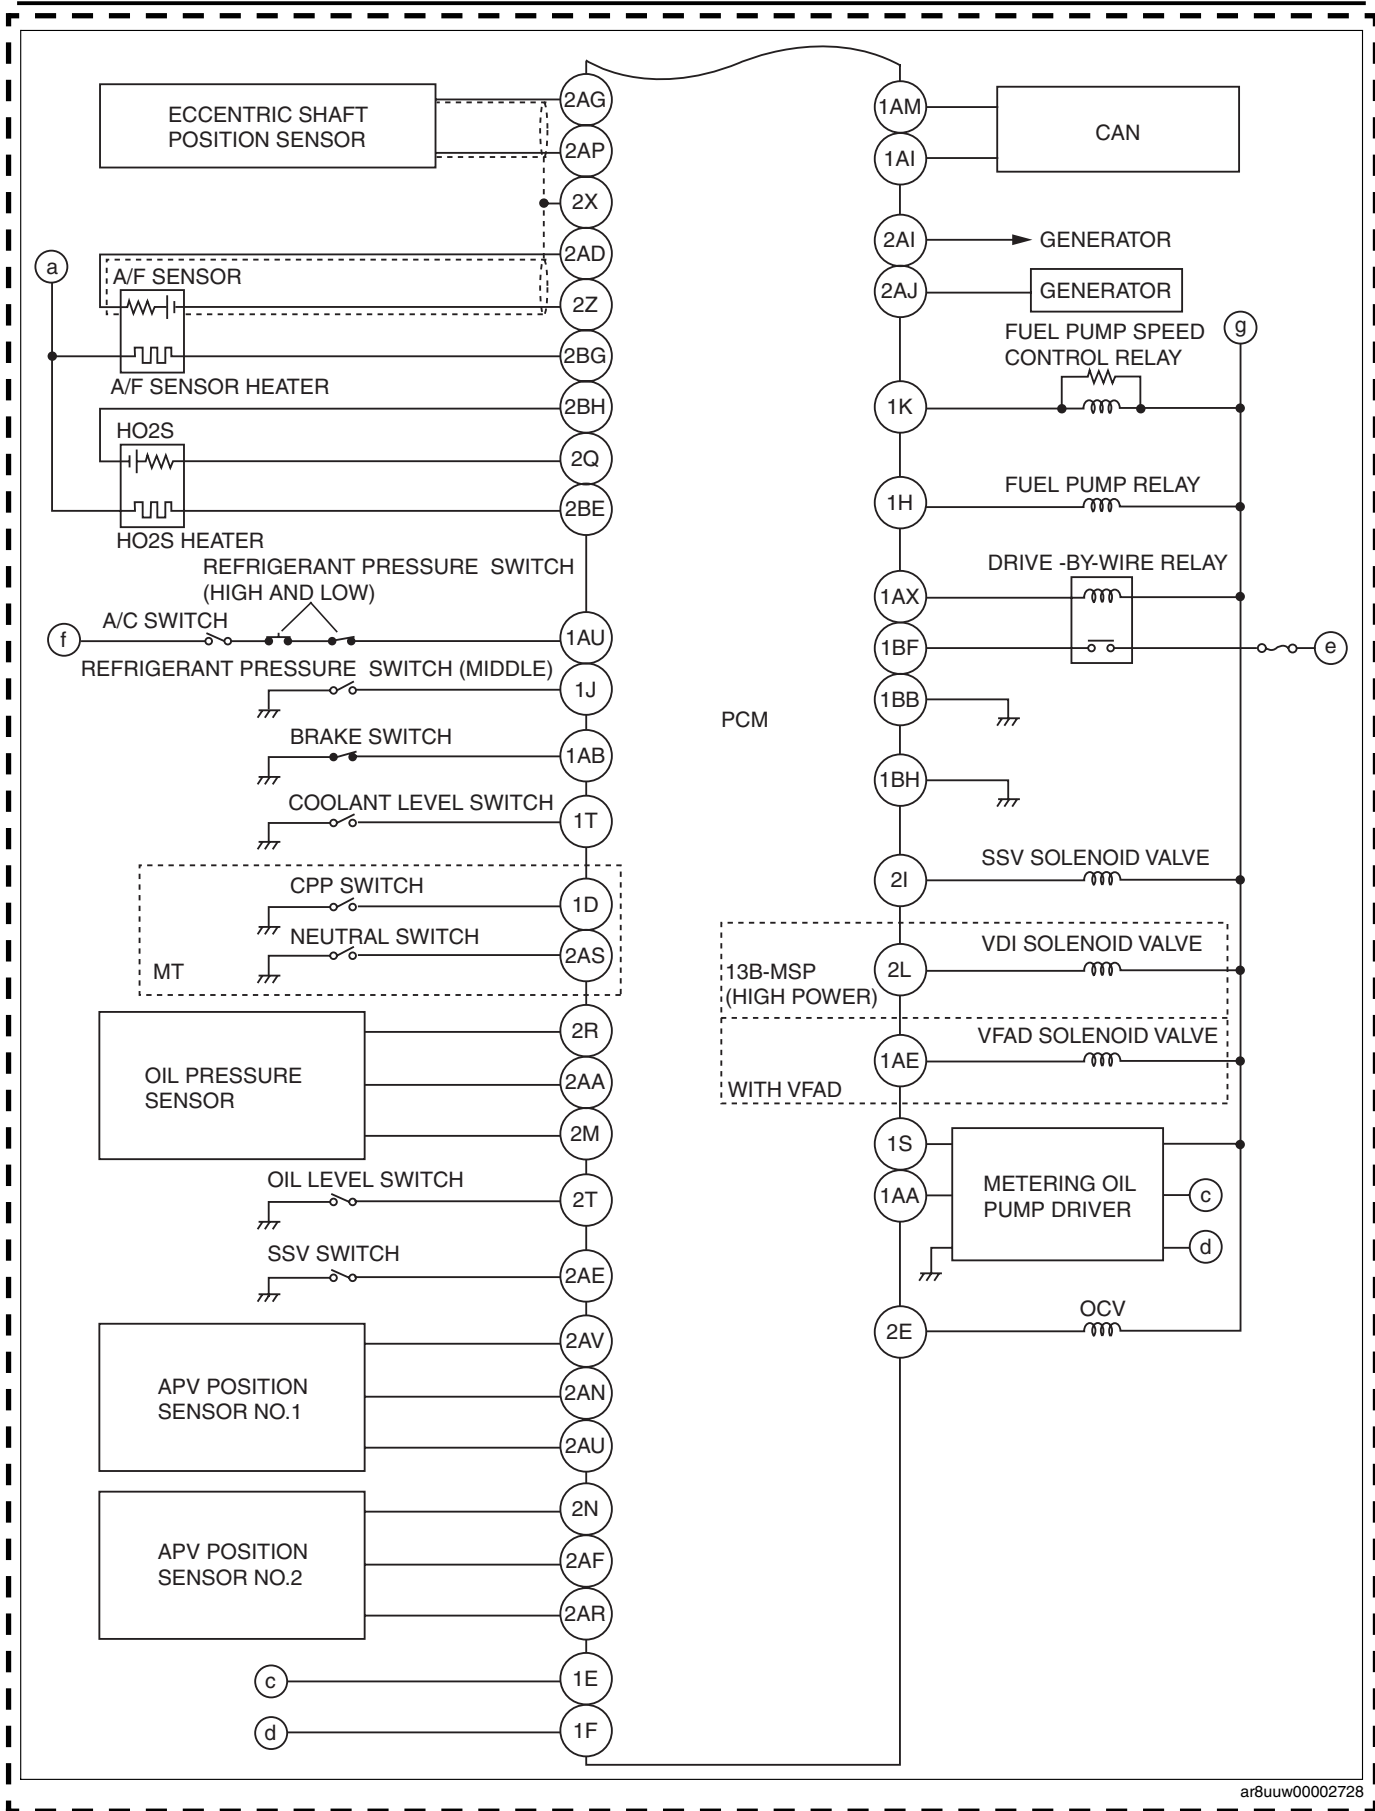 ECCENTRIC SHAFT
POSITION SENSOR
2AG
2AP
2X
2AD
a
A/F SENSOR
2Z
2BG
A/F SENSOR HEATER
2BH
HO2S
2Q
2BE
HO2S HEATER
REFRIGERANT PRESSURE SWITCH
(HIGH AND LOW)
A/C SWITCH
f
1AU
REFRIGERANT PRESSURE SWITCH (MIDDLE)
1J
BRAKE SWITCH
1AB
COOLANT LEVEL SWITCH
1T
CPP SWITCH
1D
NEUTRAL SWITCH
2AS
MT
2R
OIL PRESSURE
SENSOR
2AA
2M
OIL LEVEL SWITCH
2T
SSV SWITCH
2AE
2AV
APV POSITION
SENSOR NO.1
2AN
2AU
2N
APV POSITION
SENSOR NO.2
2AF
2AR
c
1E
d
1F
PCM
1AM
CAN
1AI
2AI
GENERATOR
2AJ
GENERATOR
g
FUEL PUMP SPEED
CONTROL RELAY
1K
FUEL PUMP RELAY
1H
DRIVE -BY-WIRE RELAY
1AX
1BF
e
1BB
1BH
SSV SOLENOID VALVE
2I
VDI SOLENOID VALVE
13B-MSP
(HIGH POWER)
2L
VFAD SOLENOID VALVE
1AE
WITH VFAD
1S
METERING OIL
PUMP DRIVER
1AA
c
d
OCV
2E
ar8uuw00002728